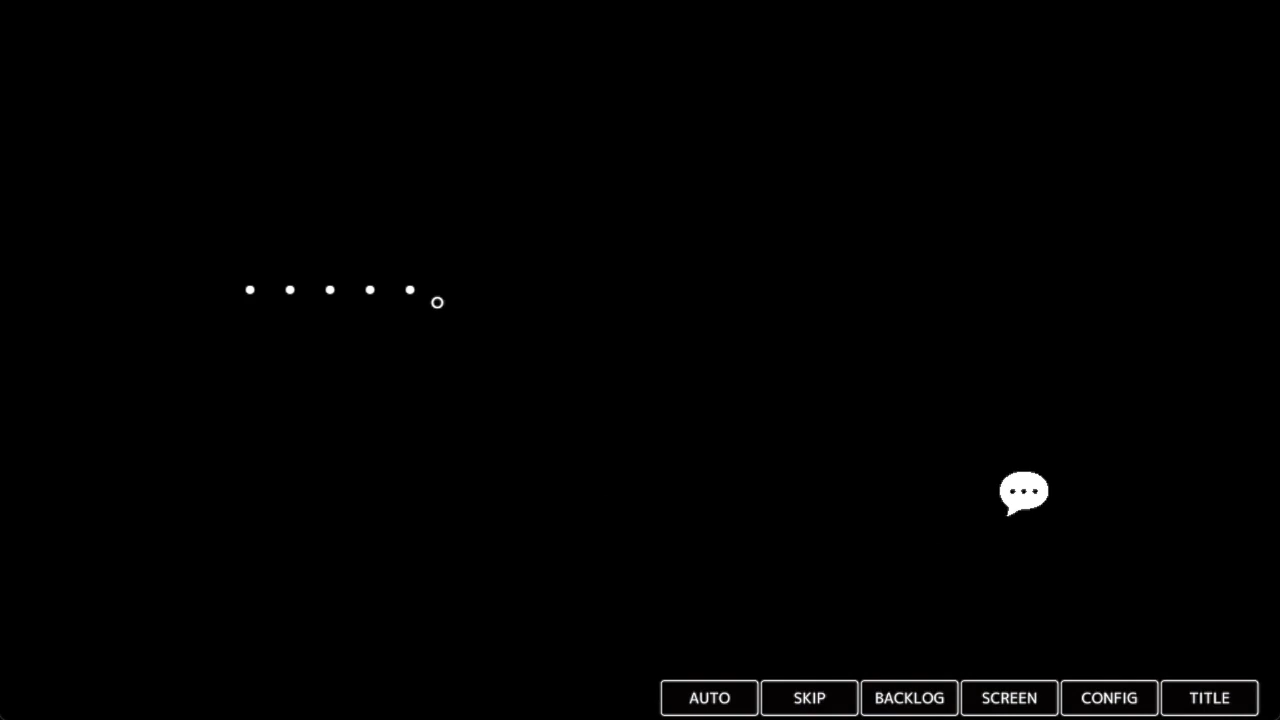 ・・・・・。
AUTO SKIP BACKLOG SCREEN CONFIG TITLE